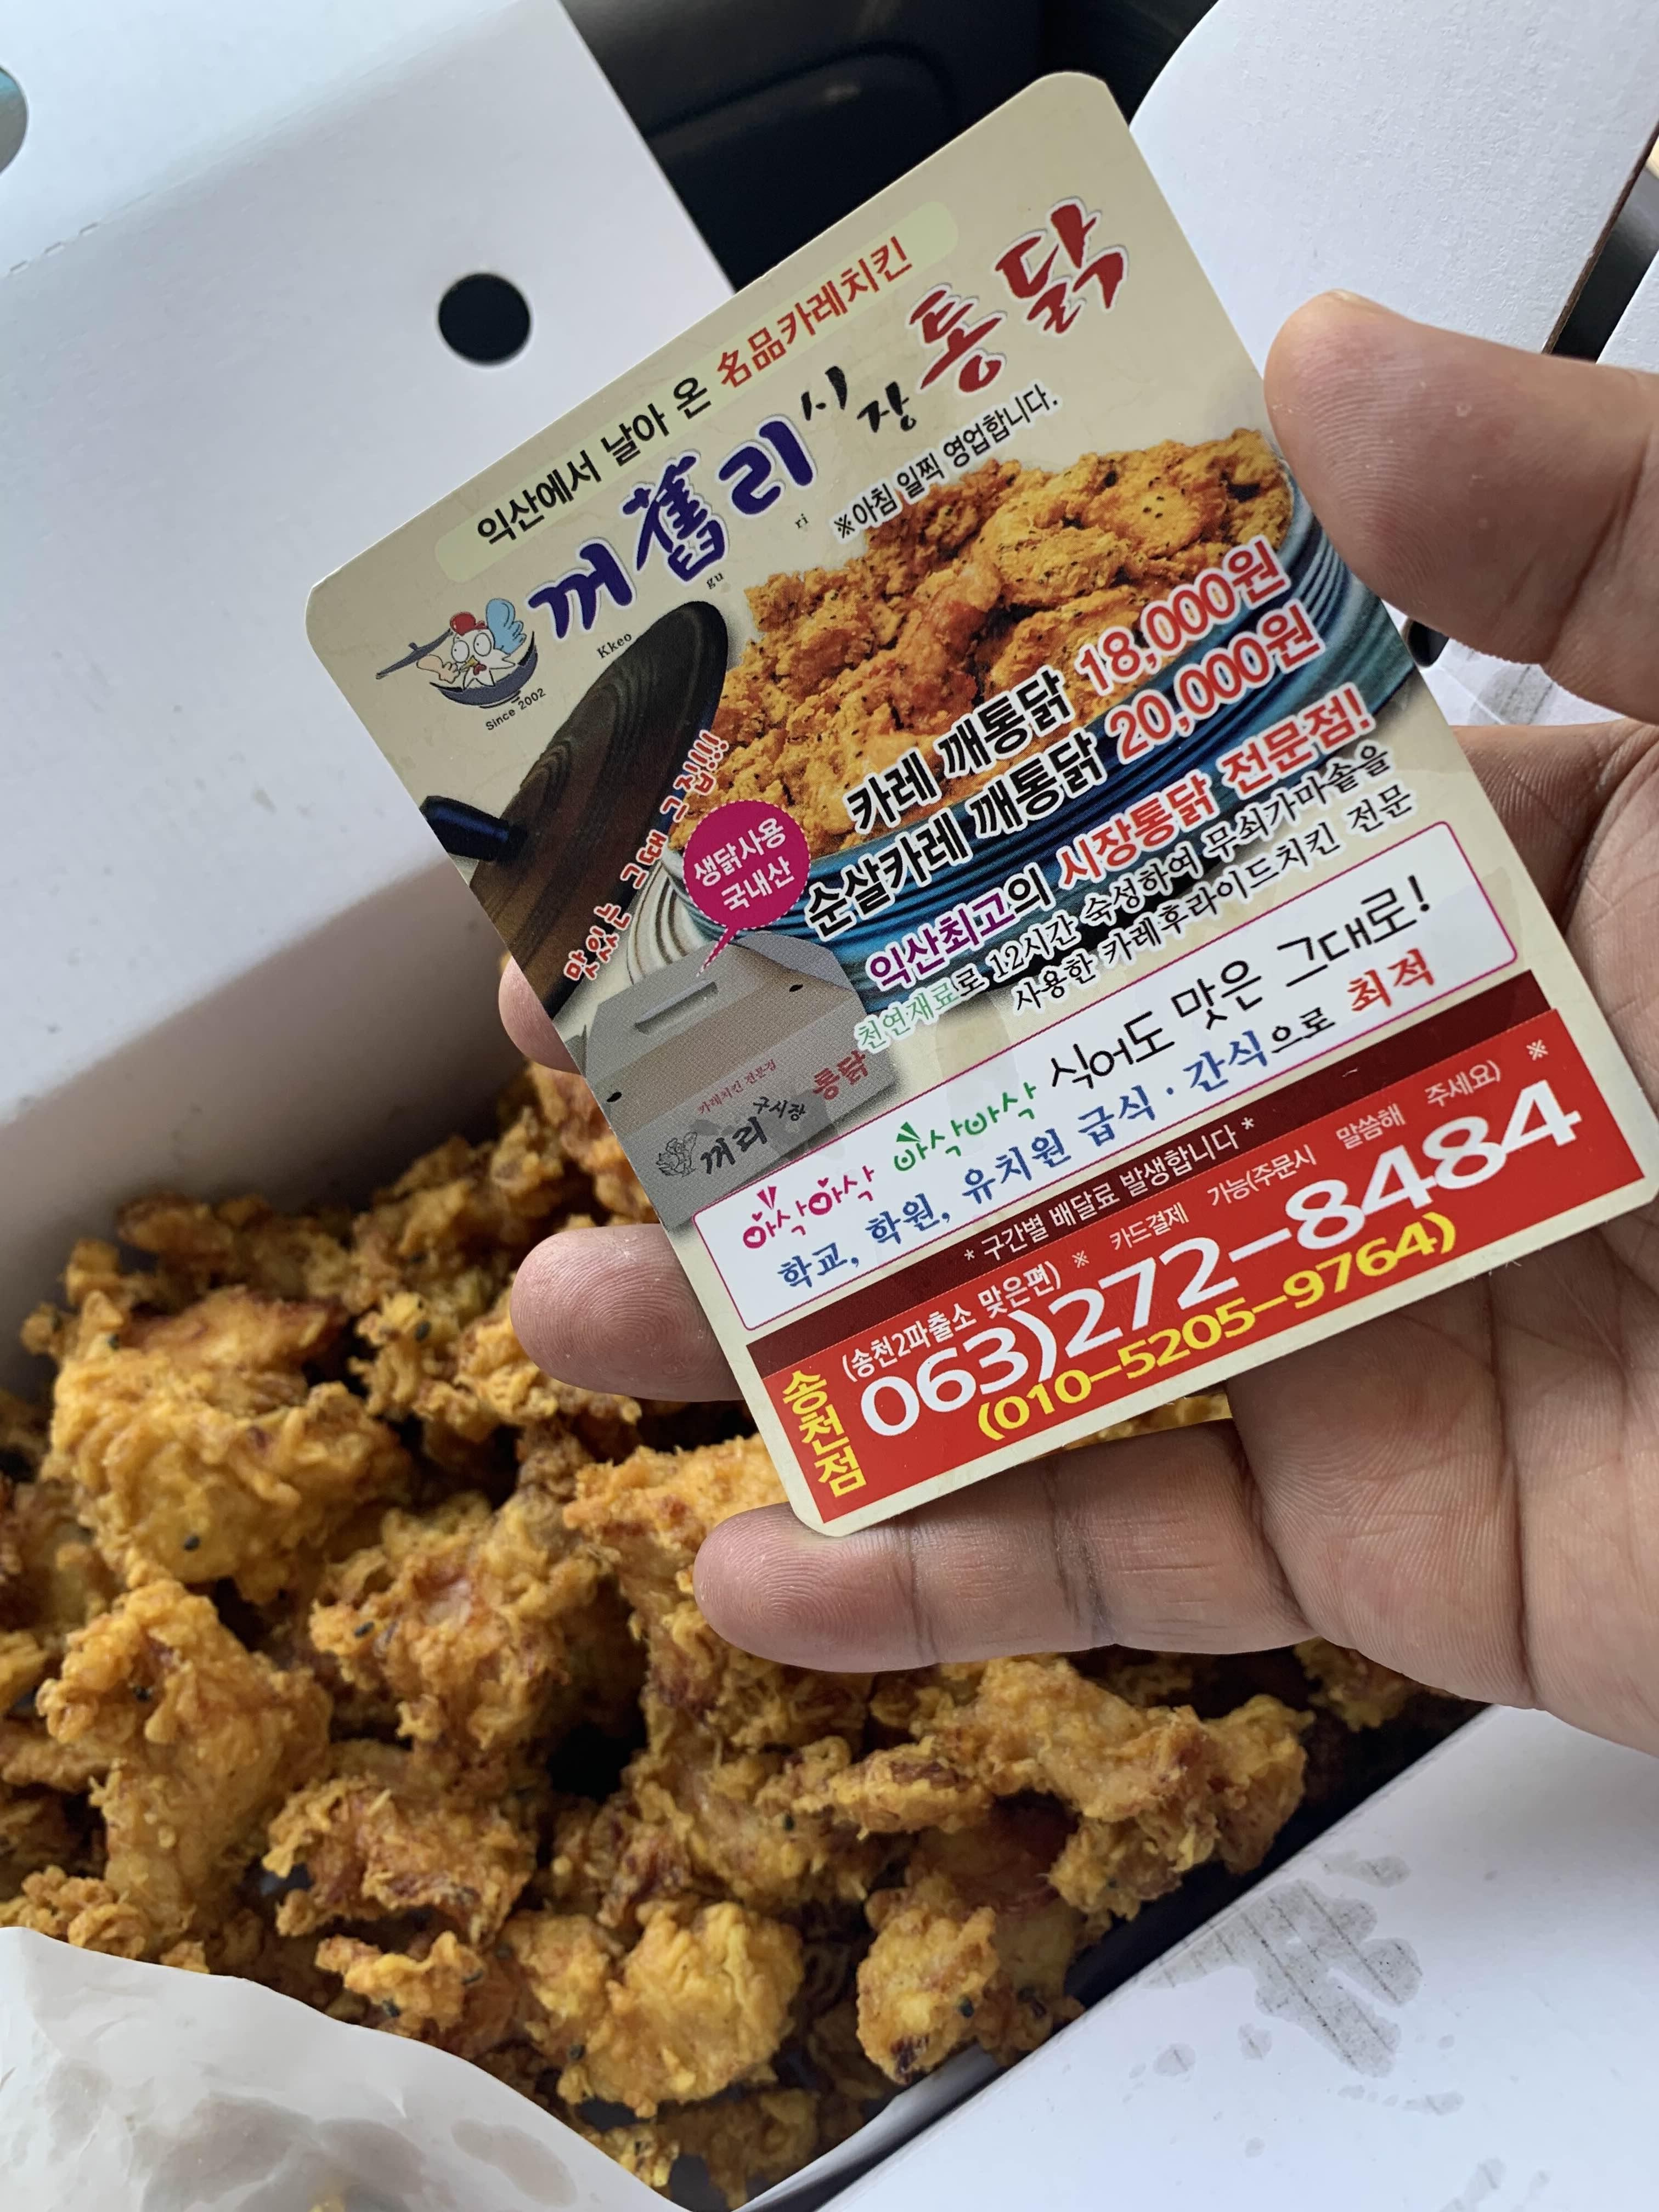 익산에서 날아 온 名品카레치킨
꺼舊리시장통닭
Kkeo gu ri
※아침 일찍 영업합니다.
Since 2002
맛있는 그때 그집!!!!
카레 깨통닭 18,000원
순살카레 깨통닭 20,000원
생닭사용
국내산
익산최고의 시장통닭 전문점!
천연재료로 12시간 숙성하여 무쇠가마솥을
사용한 카레후라이드치킨 전문
카레치킨 전문점
꺼리구시장 통닭
아삭아삭 아삭아삭 식어도 맛은 그대로!
학교, 학원, 유치원 급식·간식으로 최적
* 구간별 배달료 발생합니다 *
(송천2파출소 맞은편) ※ 카드결제 가능(주문시 말씀해 주세요) ※
송천점
063)272-8484
(010-5205-9764)